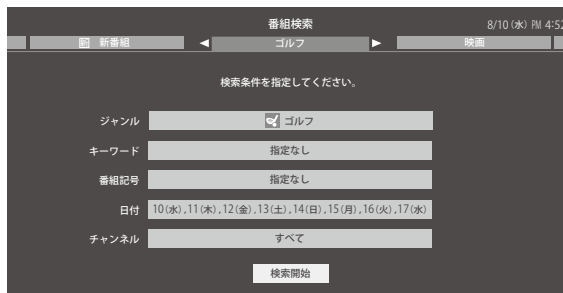 番組検索 8/10(水) PM 4:52
新 新番組 ◀ ゴルフ ▶ 映画
検索条件を指定してください。
ジャンル ゴルフ
キーワード 指定なし
番組記号 指定なし
日付 10(水),11(木),12(金),13(土),14(日),15(月),16(火),17(水)
チャンネル すべて
検索開始